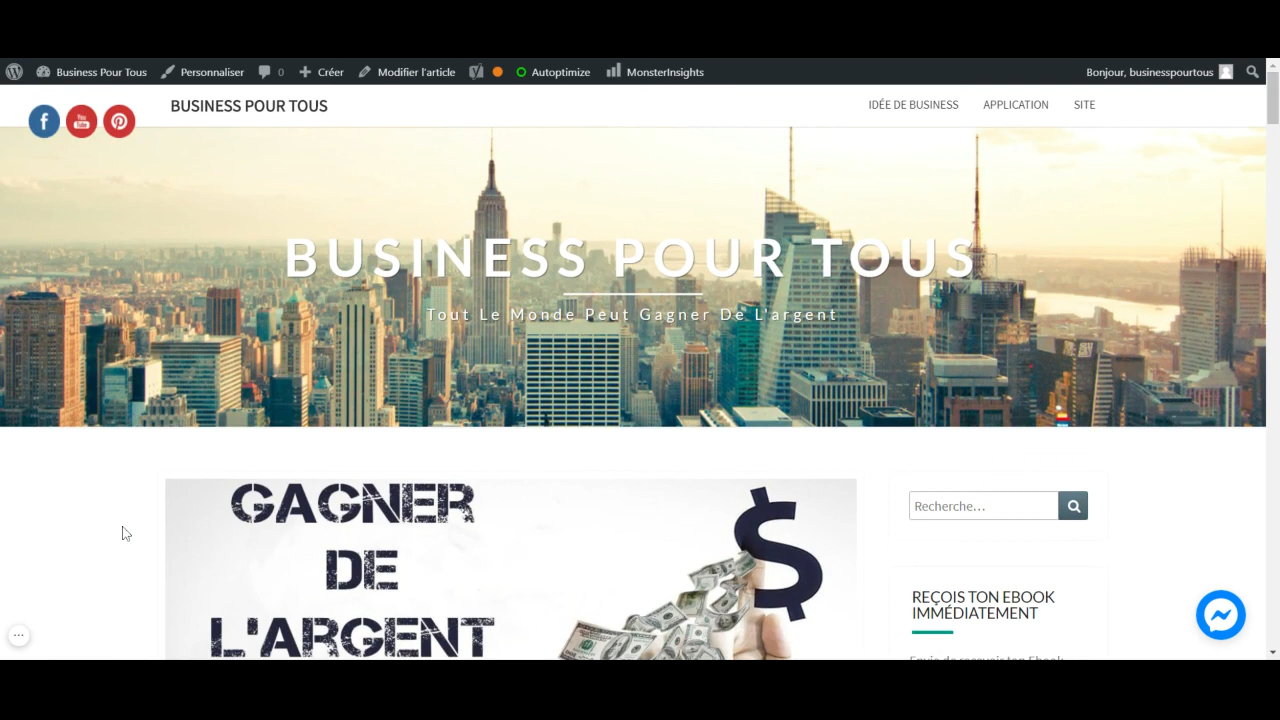 Business Pour Tous Personnaliser 0 Créer Modifier l'article Autoptimize MonsterInsights Bonjour, businesspourtous
BUSINESS POUR TOUS IDÉE DE BUSINESS APPLICATION SITE
f You Tube
BUSINESS POUR TOUS
Tout Le Monde Peut Gagner De L'argent
GAGNER
DE
L'ARGENT
$
Recherche...
REÇOIS TON EBOOK
IMMÉDIATEMENT